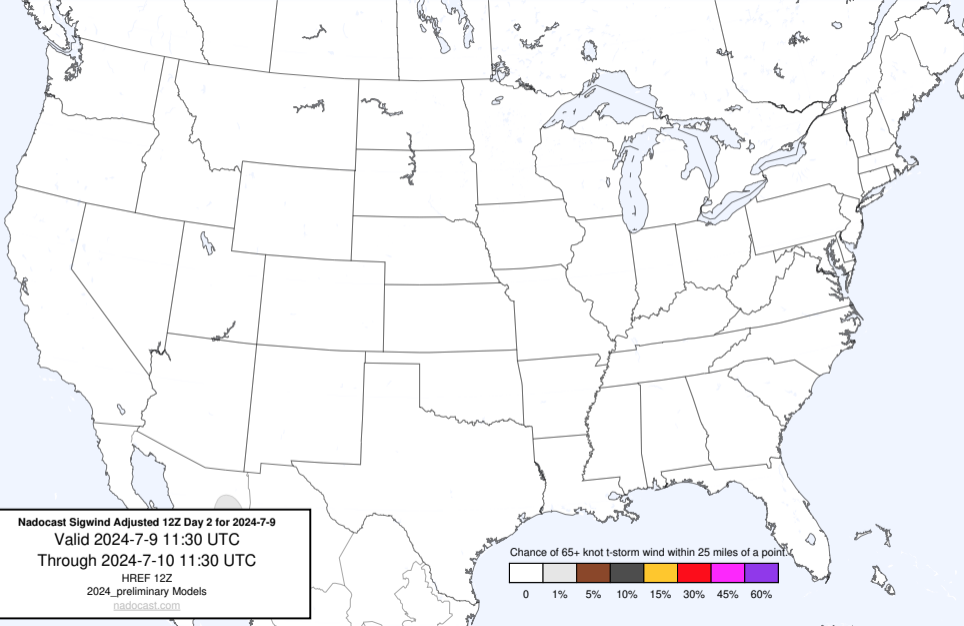 Nadocast Sigwind Adjusted 12Z Day 2 for 2024-7-9
Valid 2024-7-9 11:30 UTC
Through 2024-7-10 11:30 UTC
HREF 12Z
2024_preliminary Models
nadocast.com
Chance of 65+ knot t-storm wind within 25 miles of a point.
0 1% 5% 10% 15% 30% 45% 60%